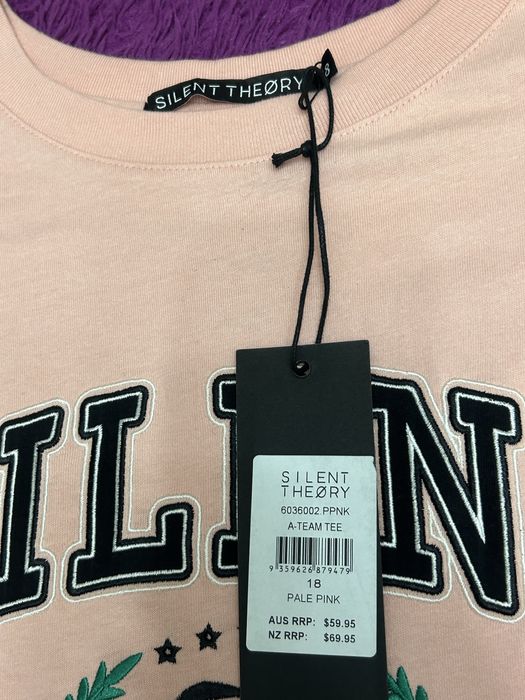 SILENT THEØRY
8
ILEN
SILENT
THEØRY
6036002.PPNK
A-TEAM TEE
9 359626 879479
18
PALE PINK
AUS RRP: $59.95
NZ RRP: $69.95